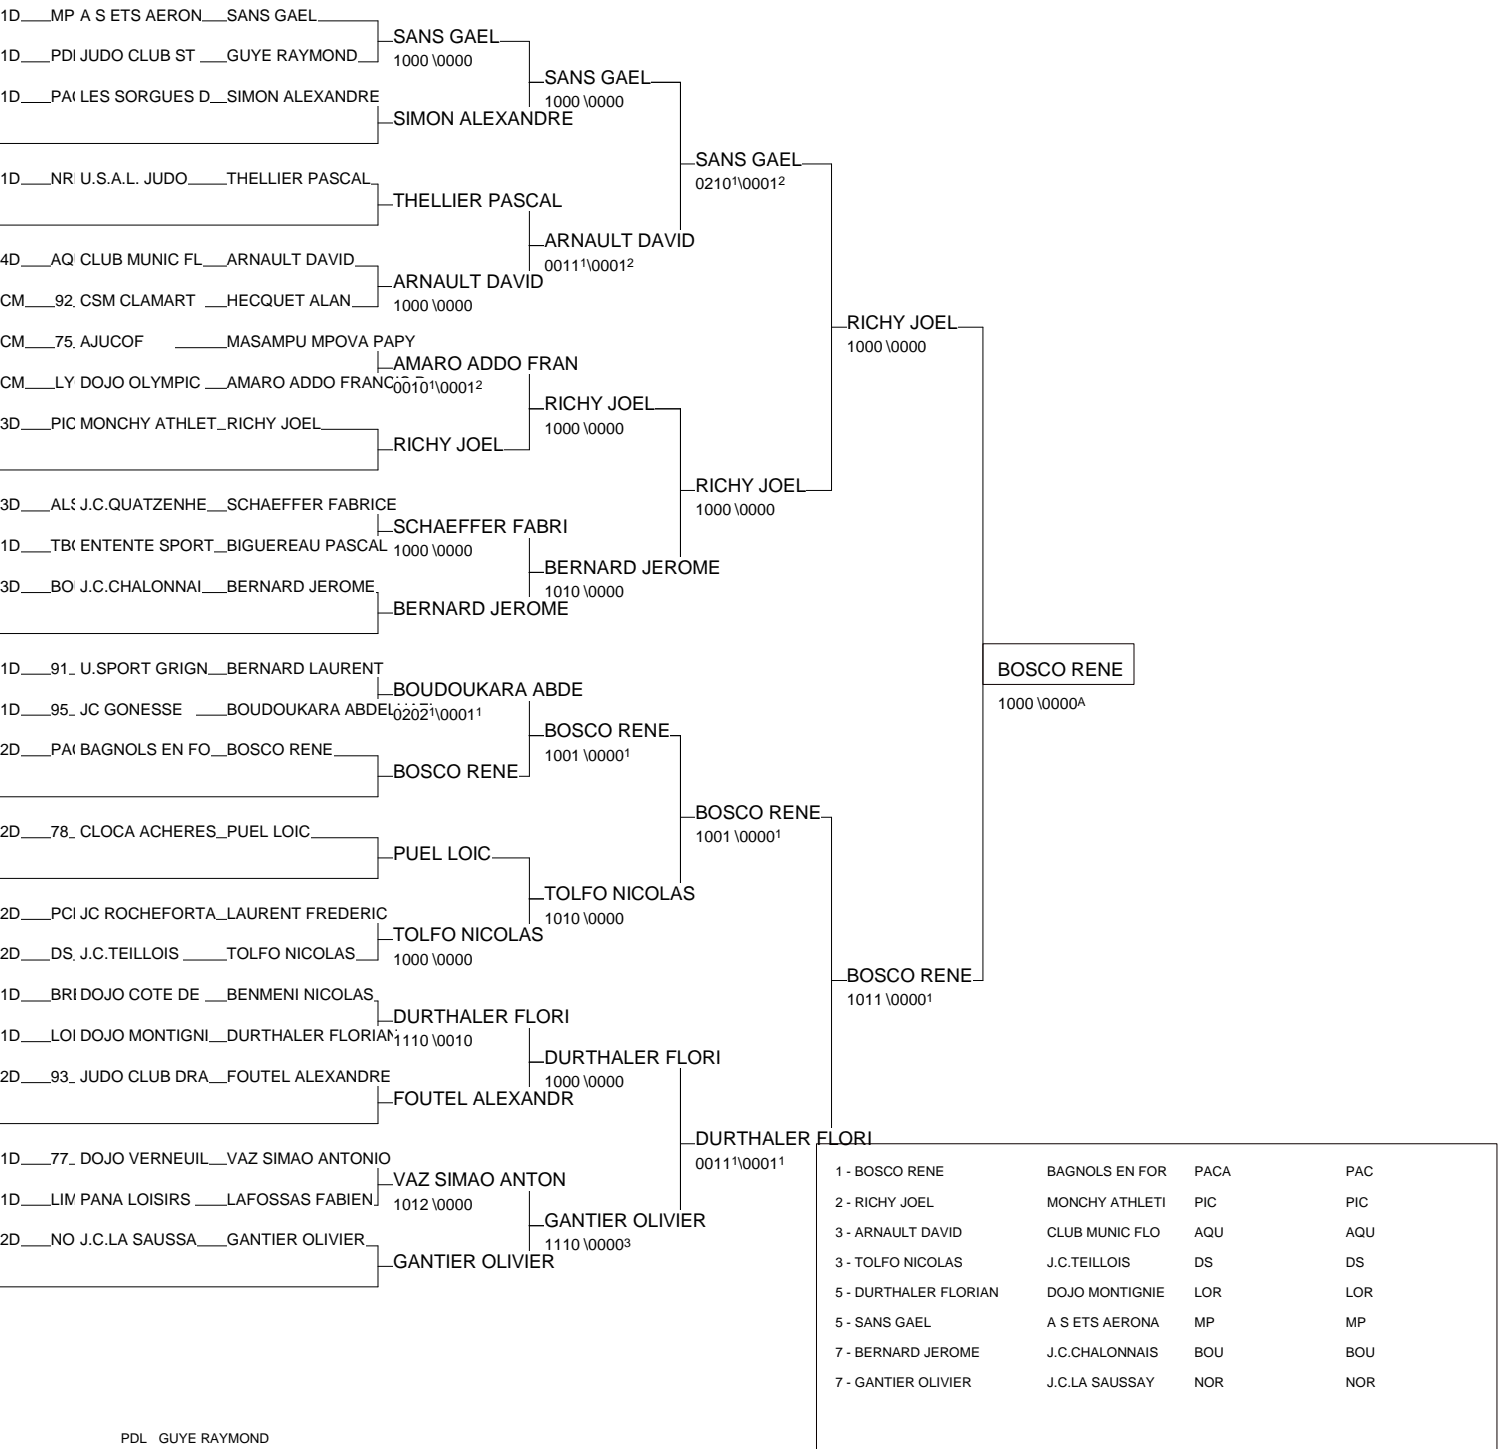 1D MP A S ETS AERON SANS GAEL
SANS GAEL
1000 \0000
1D PDL JUDO CLUB ST GUYE RAYMOND
SANS GAEL
1000 \0000
1D PAC LES SORGUES D SIMON ALEXANDRE
SIMON ALEXANDRE
SANS GAEL
0210¹\0001²
1D NR U.S.A.L. JUDO THELLIER PASCAL
THELLIER PASCAL
ARNAULT DAVID
0011¹\0001²
4D AQ CLUB MUNIC FL ARNAULT DAVID
ARNAULT DAVID
1000 \0000
CM 92 CSM CLAMART HECQUET ALAN
RICHY JOEL
1000 \0000
CM 75 AJUCOF MASAMPU MPOVA PAPY
AMARO ADDO FRAN
0010¹\0001²
CM LY DOJO OLYMPIC AMARO ADDO FRANC
RICHY JOEL
1000 \0000
3D PIC MONCHY ATHLET RICHY JOEL
RICHY JOEL
RICHY JOEL
1000 \0000
3D ALS J.C.QUATZENHE SCHAEFFER FABRICE
SCHAEFFER FABRI
1000 \0000
1D TBO ENTENTE SPORT BIGUEREAU PASCAL
BERNARD JEROME
1010 \0000
3D BO J.C.CHALONNAI BERNARD JEROME
BERNARD JEROME
BOSCO RENE
1000 \0000ᴬ
1D 91 U.SPORT GRIGN BERNARD LAURENT
BOUDOUKARA ABDE
0202¹\0001¹
1D 95 JC GONESSE BOUDOUKARA ABDEL
BOSCO RENE
1001 \0000¹
2D PAC BAGNOLS EN FO BOSCO RENE
BOSCO RENE
BOSCO RENE
1001 \0000¹
2D 78 CLOCA ACHERES PUEL LOIC
PUEL LOIC
TOLFO NICOLAS
1010 \0000
2D PC JC ROCHEFORTA LAURENT FREDERIC
TOLFO NICOLAS
1000 \0000
2D DS J.C.TEILLOIS TOLFO NICOLAS
BOSCO RENE
1011 \0000¹
1D BRE DOJO COTE DE BENMENI NICOLAS
DURTHALER FLORI
1110 \0010
1D LOR DOJO MONTIGNI DURTHALER FLORIAN
DURTHALER FLORI
1000 \0000
2D 93 JUDO CLUB DRA FOUTEL ALEXANDRE
FOUTEL ALEXANDR
DURTHALER FLORI
0011¹\0001¹
1D 77 DOJO VERNEUIL VAZ SIMAO ANTONIO
VAZ SIMAO ANTON
1012 \0000
1D LIM PANA LOISIRS LAFOSSAS FABIEN
GANTIER OLIVIER
1110 \0000³
2D NO J.C.LA SAUSSA GANTIER OLIVIER
GANTIER OLIVIER
1 - BOSCO RENE BAGNOLS EN FOR PACA PAC
2 - RICHY JOEL MONCHY ATHLETI PIC PIC
3 - ARNAULT DAVID CLUB MUNIC FLO AQU AQU
3 - TOLFO NICOLAS J.C.TEILLOIS DS DS
5 - DURTHALER FLORIAN DOJO MONTIGNIE LOR LOR
5 - SANS GAEL A S ETS AERONA MP MP
7 - BERNARD JEROME J.C.CHALONNAIS BOU BOU
7 - GANTIER OLIVIER J.C.LA SAUSSAY NOR NOR
PDL GUYE RAYMOND